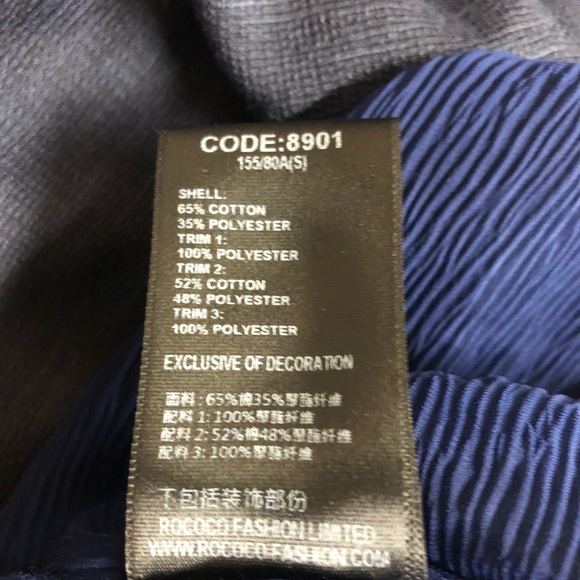 CODE:8901
155/80A(S)
SHELL:
65% COTTON
35% POLYESTER
TRIM 1:
100% POLYESTER
TRIM 2:
52% COTTON
48% POLYESTER
TRIM 3:
100% POLYESTER
EXCLUSIVE OF DECORATION
面料:65%棉35%聚酯纤维
配料1:100%聚酯纤维
配料2:52%棉48%聚酯纤维
配料3:100%聚酯纤维
不包括装饰部份
ROCOCO FASHION LIMITED
WWW.ROCOCO-FASHION.COM